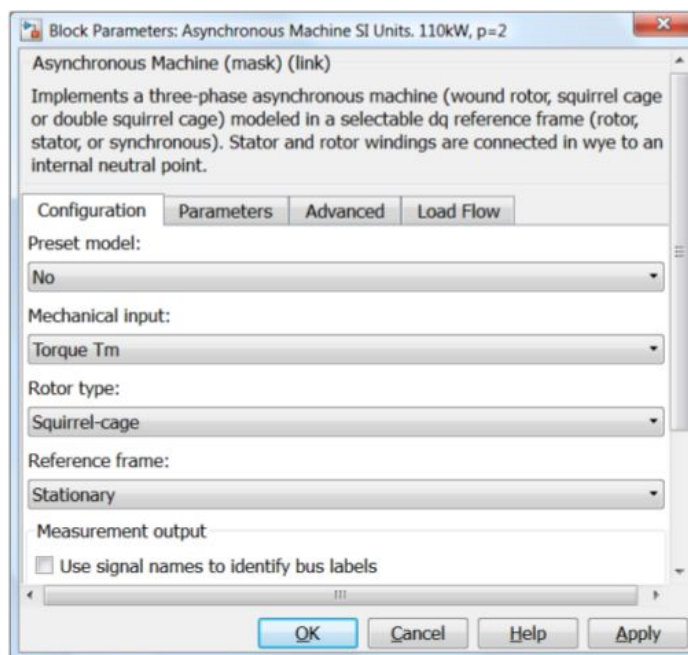 Block Parameters: Asynchronous Machine SI Units. 110kW, p=2
Asynchronous Machine (mask) (link)
Implements a three-phase asynchronous machine (wound rotor, squirrel cage
or double squirrel cage) modeled in a selectable dq reference frame (rotor,
stator, or synchronous). Stator and rotor windings are connected in wye to an
internal neutral point.
Configuration Parameters Advanced Load Flow
Preset model:
No
Mechanical input:
Torque Tm
Rotor type:
Squirrel-cage
Reference frame:
Stationary
Measurement output
Use signal names to identify bus labels
OK Cancel Help Apply